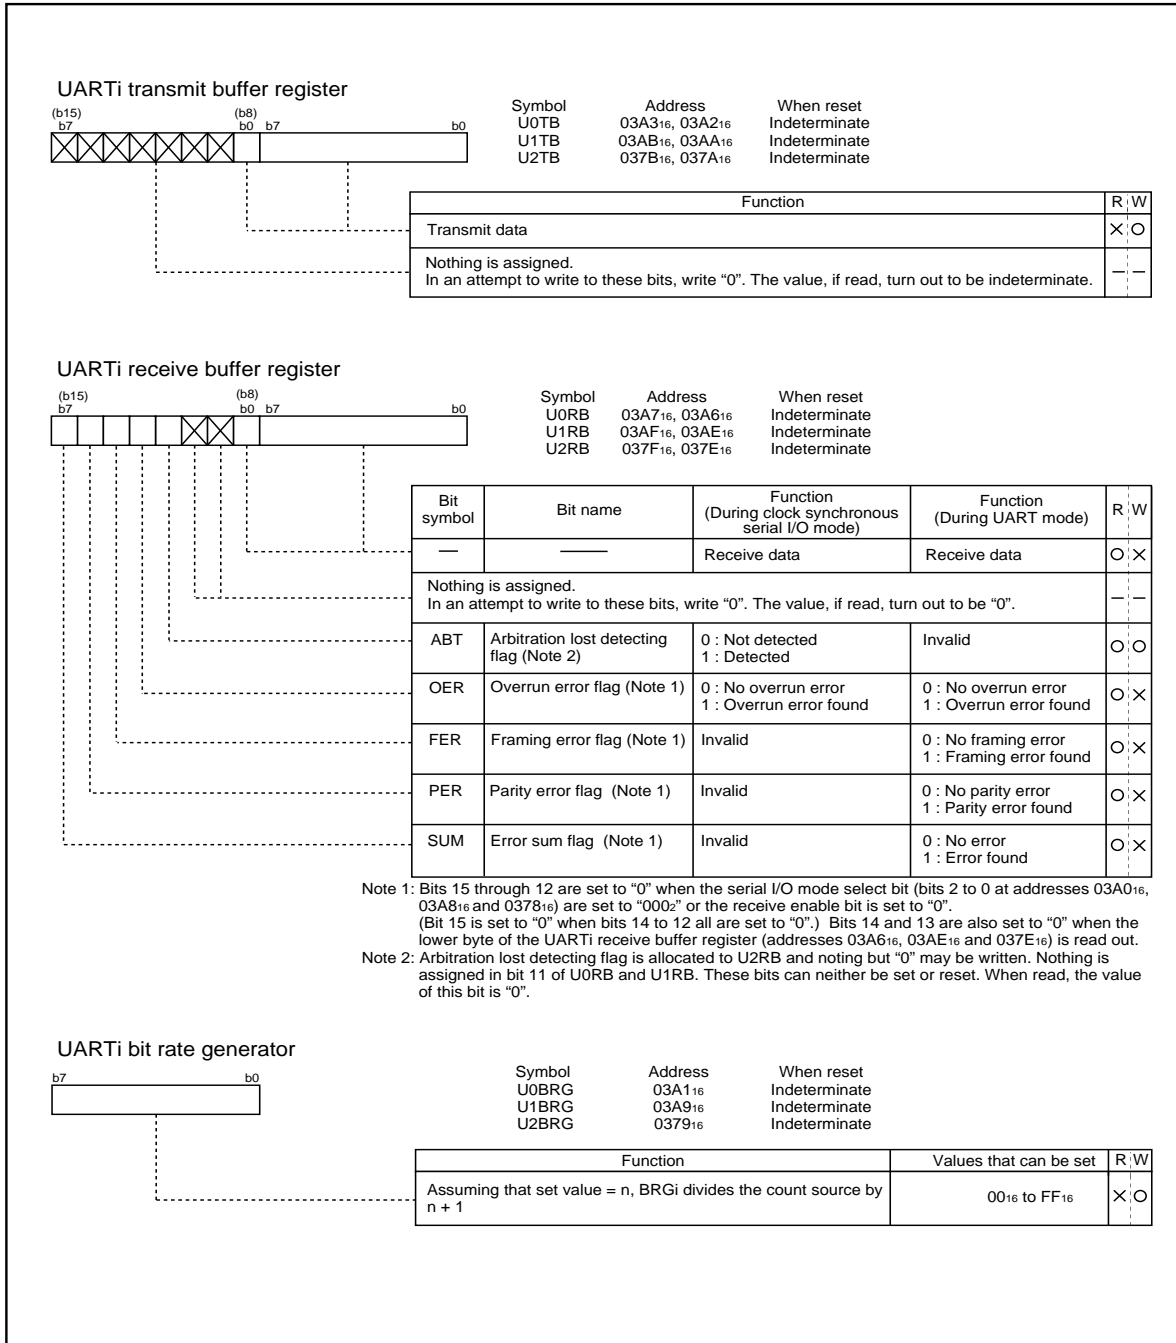 UARTi transmit buffer register
(b15) (b8)
b7 b0 b7 b0
Symbol Address When reset
U0TB 03A316, 03A216 Indeterminate
U1TB 03AB16, 03AA16 Indeterminate
U2TB 037B16, 037A16 Indeterminate
Function R W
Transmit data
Nothing is assigned.
In an attempt to write to these bits, write “0”. The value, if read, turn out to be indeterminate.
UARTi receive buffer register
(b15) (b8)
b7 b0 b7 b0
Symbol Address When reset
U0RB 03A716, 03A616 Indeterminate
U1RB 03AF16, 03AE16 Indeterminate
U2RB 037F16, 037E16 Indeterminate
Bit symbol Bit name Function (During clock synchronous serial I/O mode) Function (During UART mode) R W
Receive data Receive data
Nothing is assigned.
In an attempt to write to these bits, write “0”. The value, if read, turn out to be “0”.
ABT Arbitration lost detecting 0 : Not detected Invalid
flag (Note 2) 1 : Detected
OER Overrun error flag (Note 1) 0 : No overrun error 0 : No overrun error
1 : Overrun error found 1 : Overrun error found
FER Framing error flag (Note 1) Invalid 0 : No framing error
1 : Framing error found
PER Parity error flag (Note 1) Invalid 0 : No parity error
1 : Parity error found
SUM Error sum flag (Note 1) Invalid 0 : No error
1 : Error found
Note 1: Bits 15 through 12 are set to “0” when the serial I/O mode select bit (bits 2 to 0 at addresses 03A016,
03A816 and 037816) are set to “0002” or the receive enable bit is set to “0”.
(Bit 15 is set to “0” when bits 14 to 12 all are set to “0”.) Bits 14 and 13 are also set to “0” when the
lower byte of the UARTi receive buffer register (addresses 03A616, 03AE16 and 037E16) is read out.
Note 2: Arbitration lost detecting flag is allocated to U2RB and noting but “0” may be written. Nothing is
assigned in bit 11 of U0RB and U1RB. These bits can neither be set or reset. When read, the value
of this bit is “0”.
UARTi bit rate generator
b7 b0
Symbol Address When reset
U0BRG 03A116 Indeterminate
U1BRG 03A916 Indeterminate
U2BRG 037916 Indeterminate
Function Values that can be set R W
Assuming that set value = n, BRGi divides the count source by 0016 to FF16
n + 1